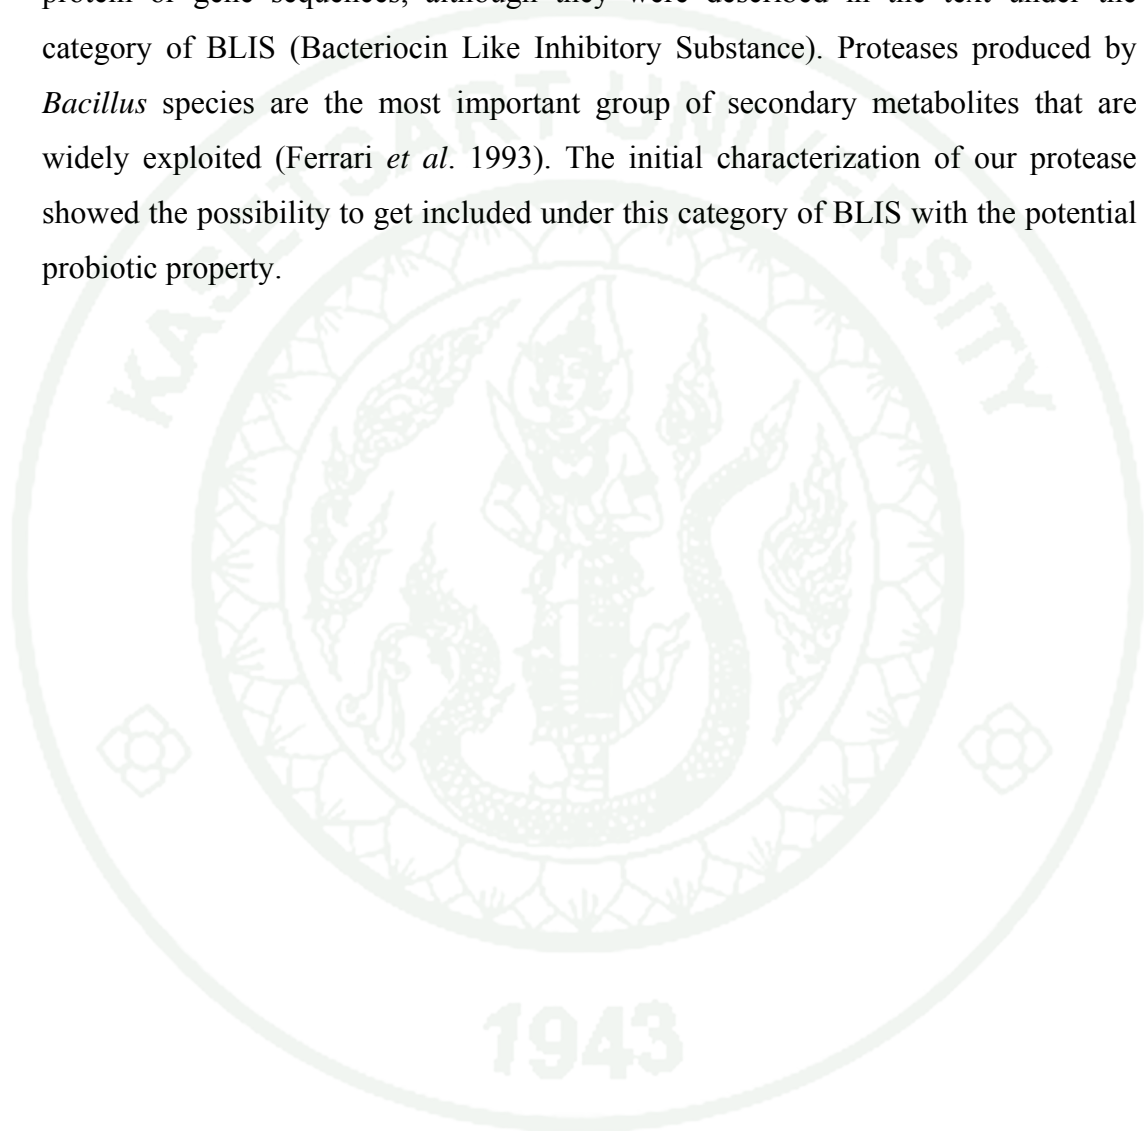 protein or gene sequences, although they were described in the text under the
category of BLIS (Bacteriocin Like Inhibitory Substance). Proteases produced by
Bacillus species are the most important group of secondary metabolites that are
widely exploited (Ferrari et al. 1993). The initial characterization of our protease
showed the possibility to get included under this category of BLIS with the potential
probiotic property.
KASETSART UNIVERSITY
1943